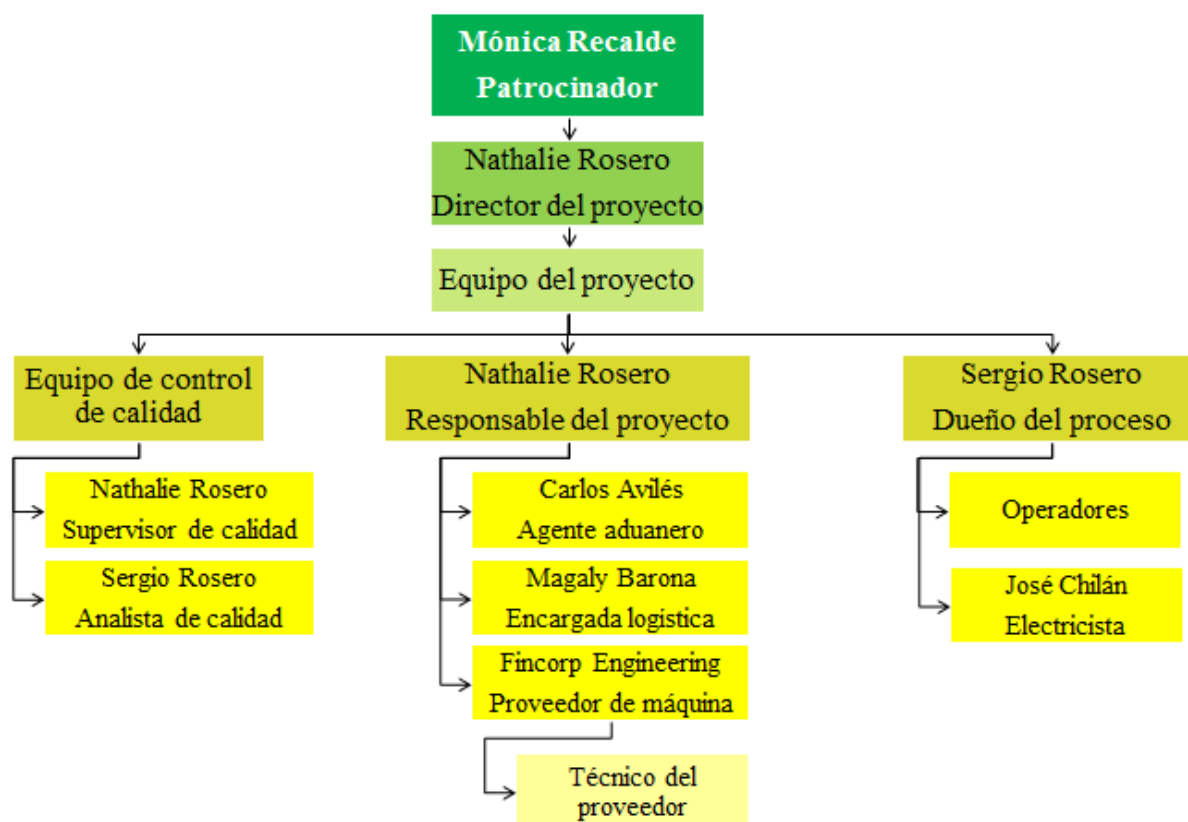 Mónica Recalde
Patrocinador
Nathalie Rosero
Director del proyecto
Equipo del proyecto
Equipo de control
de calidad
Nathalie Rosero
Supervisor de calidad
Sergio Rosero
Analista de calidad
Nathalie Rosero
Responsable del proyecto
Carlos Avilés
Agente aduanero
Magaly Barona
Encargada logística
Fincorp Engineering
Proveedor de máquina
Técnico del
proveedor
Sergio Rosero
Dueño del proceso
Operadores
José Chilán
Electricista